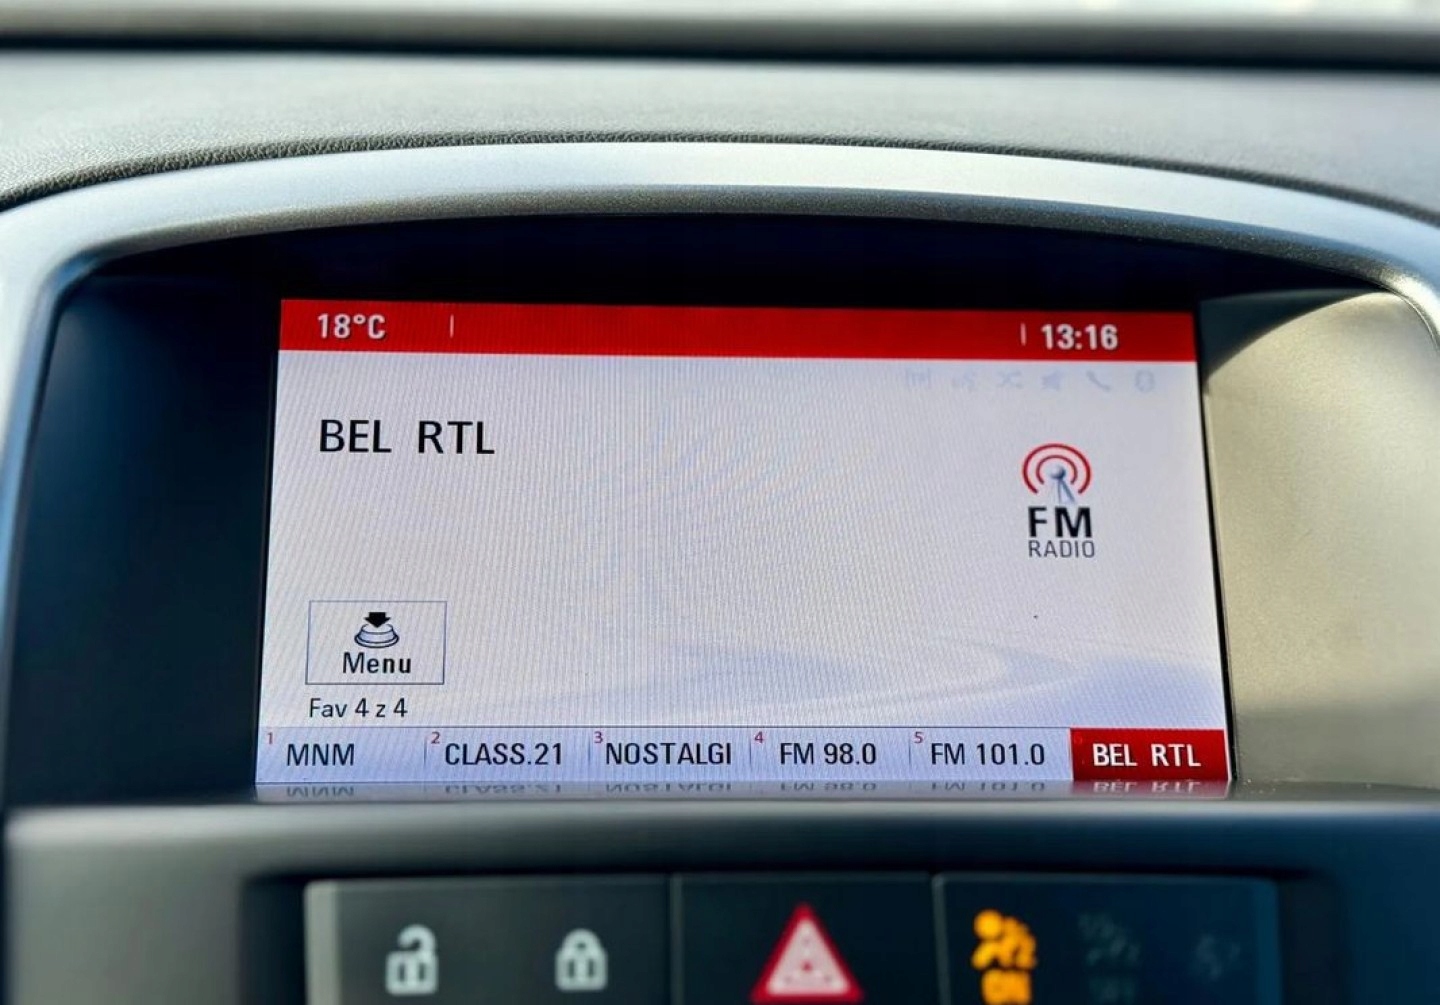 18°C
13:16
BEL RTL
FM
RADIO
Menu
Fav 4 z 4
1 MNM 2 CLASS.21 3 NOSTALGI 4 FM 98.0 5 FM 101.0 BEL RTL
ON